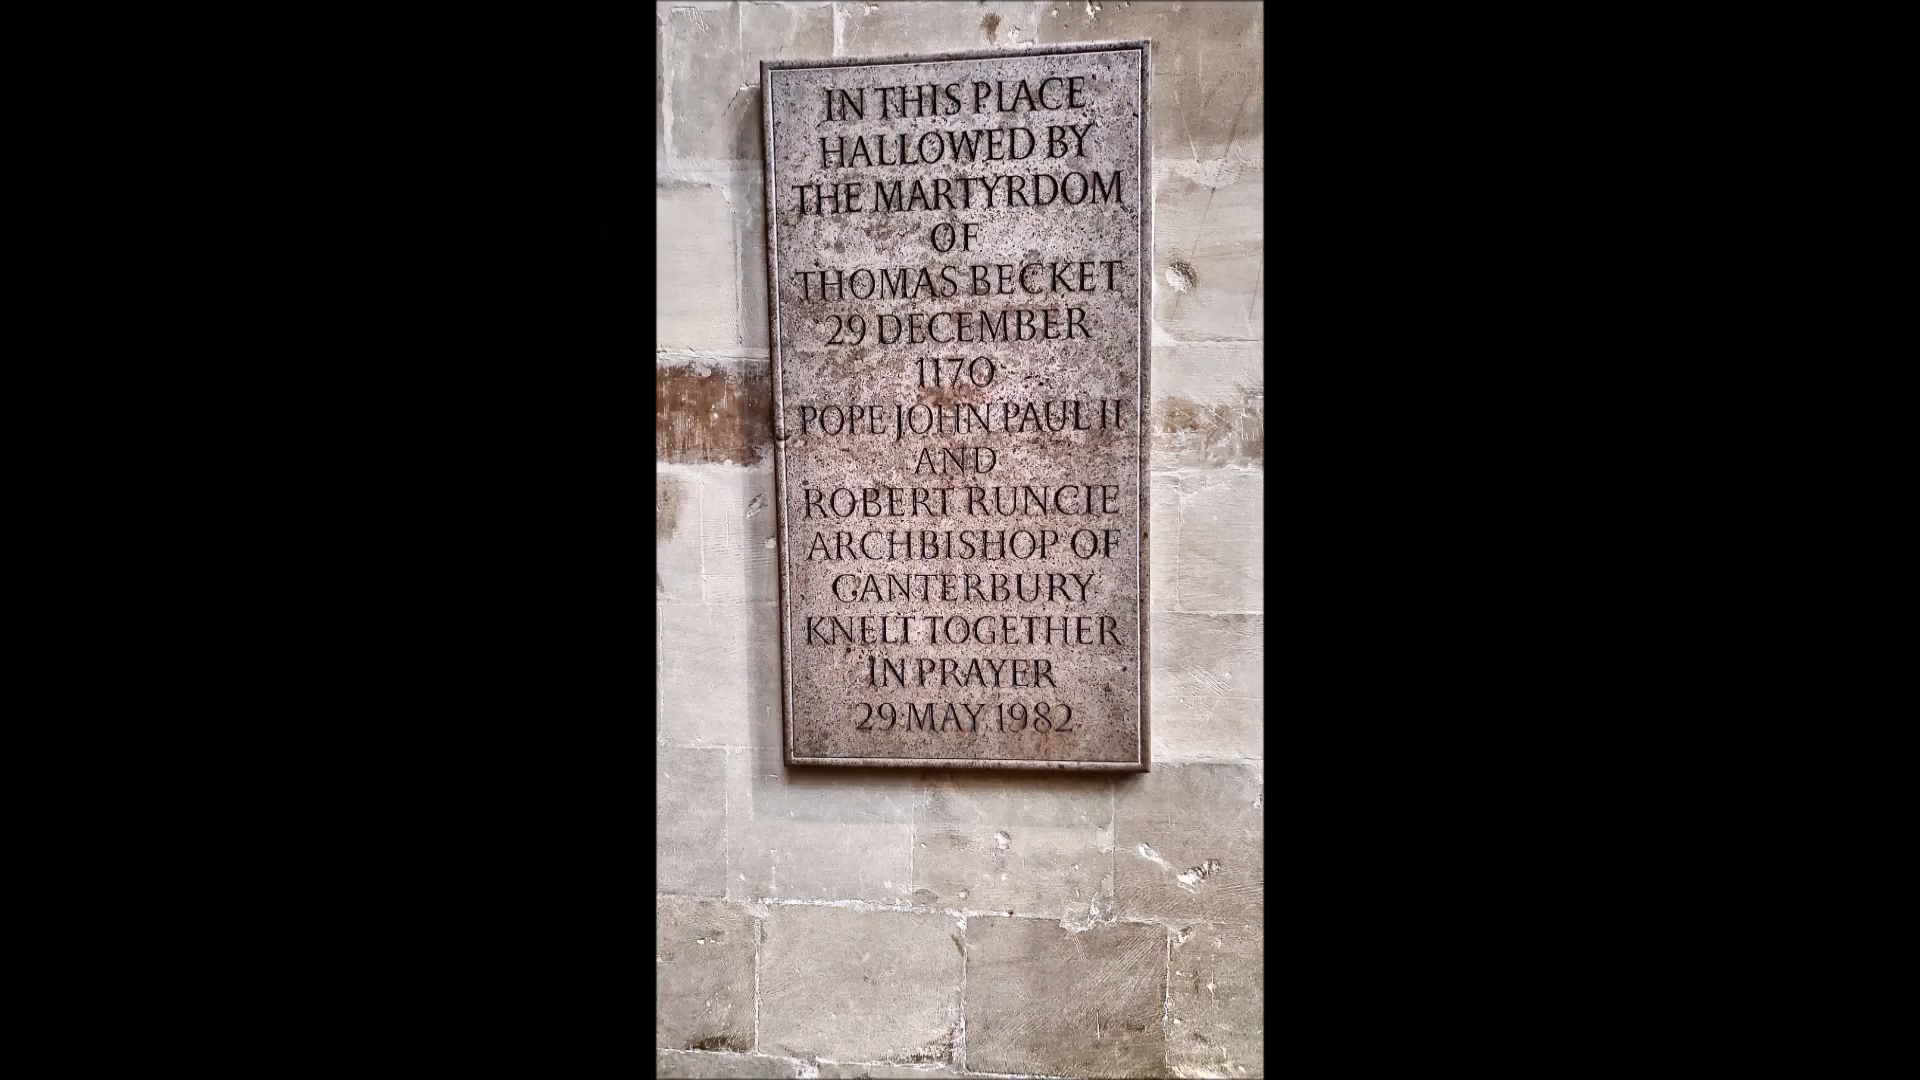 IN THIS PLACE
HALLOWED BY
THE MARTYRDOM
OF
THOMAS BECKET
29 DECEMBER
1170
POPE JOHN PAUL II
AND
ROBERT RUNCIE
ARCHBISHOP OF
CANTERBURY
KNELT TOGETHER
IN PRAYER
29 MAY 1982